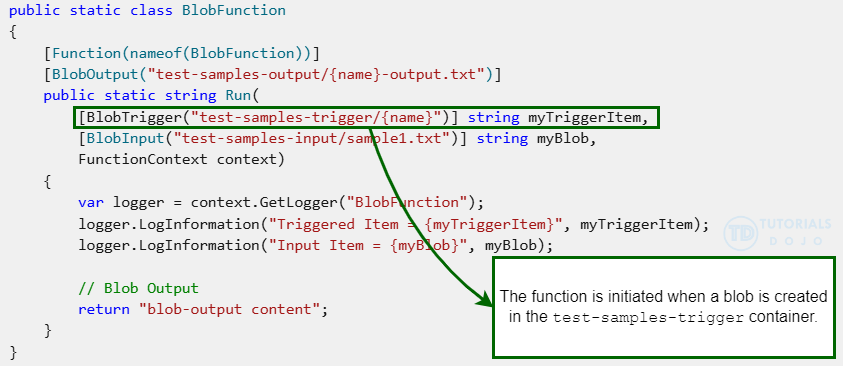 public static class BlobFunction
{
    [Function(nameof(BlobFunction))]
    [BlobOutput("test-samples-output/{name}-output.txt")]
    public static string Run(
        [BlobTrigger("test-samples-trigger/{name}")] string myTriggerItem,
        [BlobInput("test-samples-input/sample1.txt")] string myBlob,
        FunctionContext context)
    {
        var logger = context.GetLogger("BlobFunction");
        logger.LogInformation("Triggered Item = {myTriggerItem}", myTriggerItem);
        logger.LogInformation("Input Item = {myBlob}", myBlob);
        // Blob Output
        return "blob-output content";
    }
}
TD TUTORIALS
DOJO
The function is initiated when a blob is created
in the test-samples-trigger container.